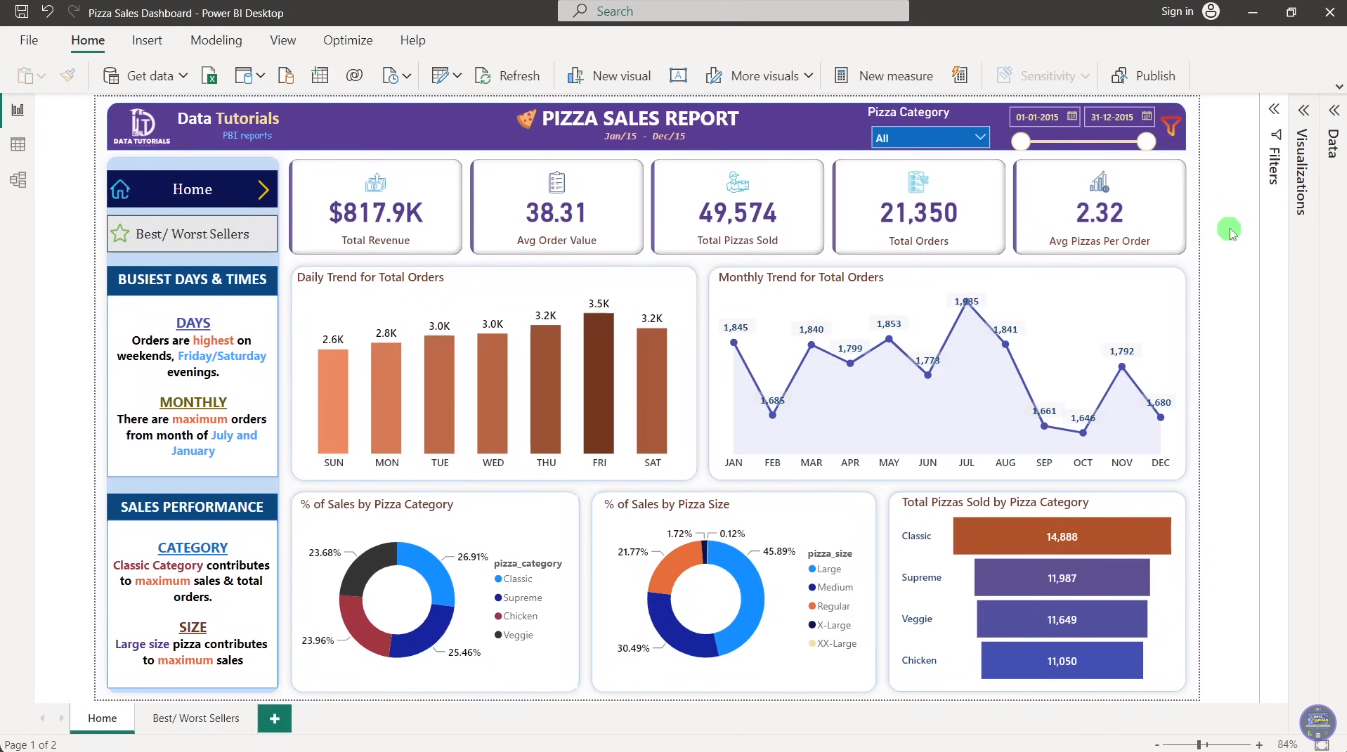 Pizza Sales Dashboard - Power BI Desktop
Search
Sign in
File Home Insert Modeling View Optimize Help
Get data Refresh New visual More visuals New measure Sensitivity Publish
DATA TUTORIALS
Data Tutorials
PBI reports
PIZZA SALES REPORT
Jan/15 - Dec/15
Pizza Category
All
01-01-2015 31-12-2015
Home
Best/ Worst Sellers
BUSIEST DAYS & TIMES
DAYS
Orders are highest on
weekends, Friday/Saturday
evenings.
MONTHLY
There are maximum orders
from month of July and
January
SALES PERFORMANCE
CATEGORY
Classic Category contributes
to maximum sales & total
orders.
SIZE
Large size pizza contributes
to maximum sales
$817.9K
Total Revenue
38.31
Avg Order Value
49,574
Total Pizzas Sold
21,350
Total Orders
2.32
Avg Pizzas Per Order
Daily Trend for Total Orders
2.6K 2.8K 3.0K 3.0K 3.2K 3.5K 3.2K
SUN MON TUE WED THU FRI SAT
Monthly Trend for Total Orders
1,845 1,685 1,840 1,799 1,853 1,773 1,935 1,841 1,661 1,646 1,792 1,680
JAN FEB MAR APR MAY JUN JUL AUG SEP OCT NOV DEC
% of Sales by Pizza Category
23.68%
26.91%
23.96%
25.46%
pizza_category
Classic
Supreme
Chicken
Veggie
% of Sales by Pizza Size
1.72% 0.12%
21.77%
45.89%
30.49%
pizza_size
Large
Medium
Regular
X-Large
XX-Large
Total Pizzas Sold by Pizza Category
Classic 14,888
Supreme 11,987
Veggie 11,649
Chicken 11,050
Filters
Visualizations
Data
Home Best/ Worst Sellers
Page 1 of 2
84%